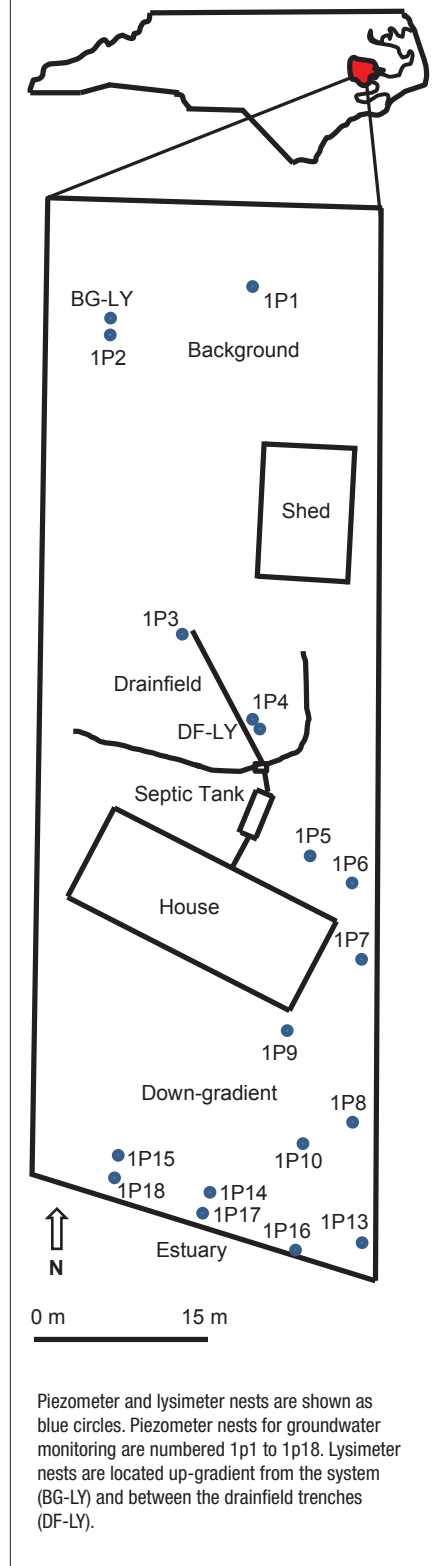 BG-LY
1P1
1P2
Background
Shed
1P3
Drainfield
1P4
DF-LY
Septic Tank
1P5
1P6
House
1P7
1P9
Down-gradient
1P8
1P10
1P15
1P18
1P14
1P17
1P13
1P16
Estuary
N
0 m 15 m
Piezometer and lysimeter nests are shown as
blue circles. Piezometer nests for groundwater
monitoring are numbered 1p1 to 1p18. Lysimeter
nests are located up-gradient from the system
(BG-LY) and between the drainfield trenches
(DF-LY).